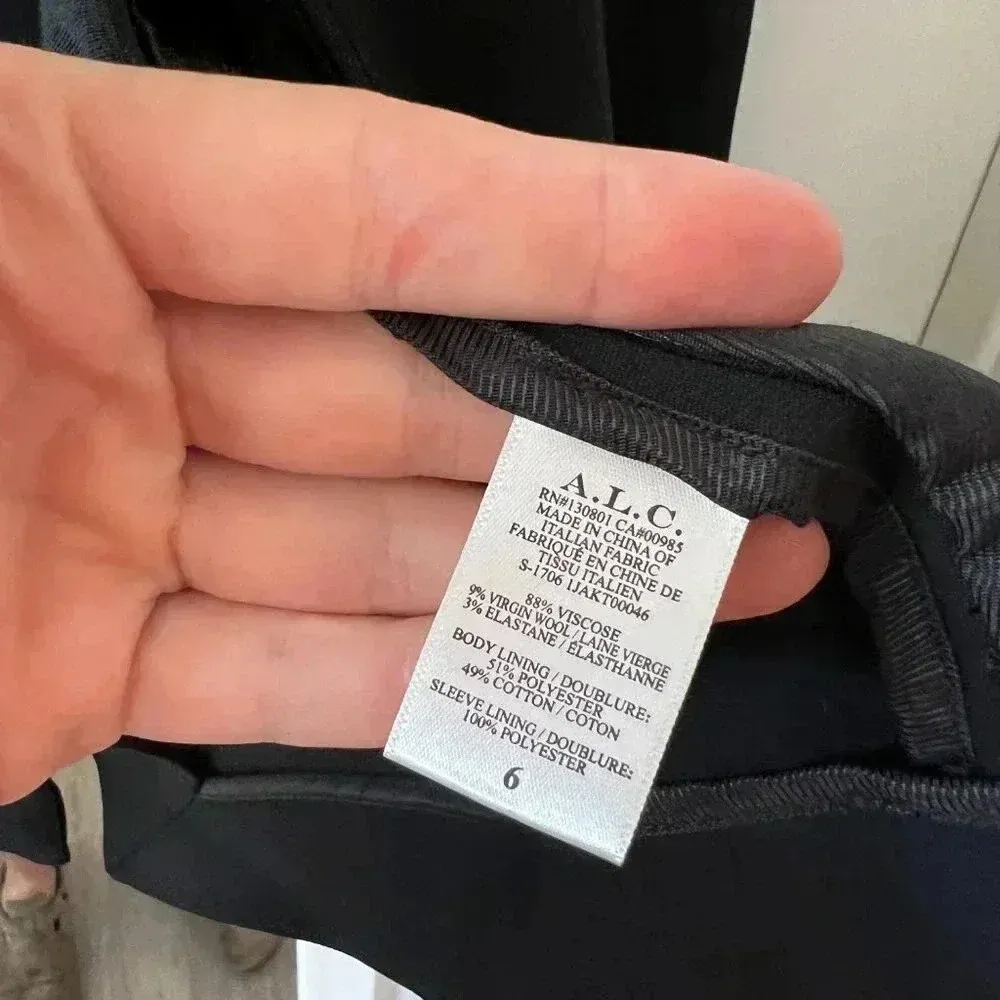 A.L.C.
RN#130801 CA#00985
MADE IN CHINA OF
ITALIAN FABRIC
FABRIQUÉ EN CHINE DE
TISSU ITALIEN
S-1706 1JAKT00046
88% VISCOSE
9% VIRGIN WOOL / LAINE VIERGE
3% ELASTANE / ÉLASTHANNE
BODY LINING / DOUBLURE:
51% POLYESTER
49% COTTON / COTON
SLEEVE LINING / DOUBLURE:
100% POLYESTER
6